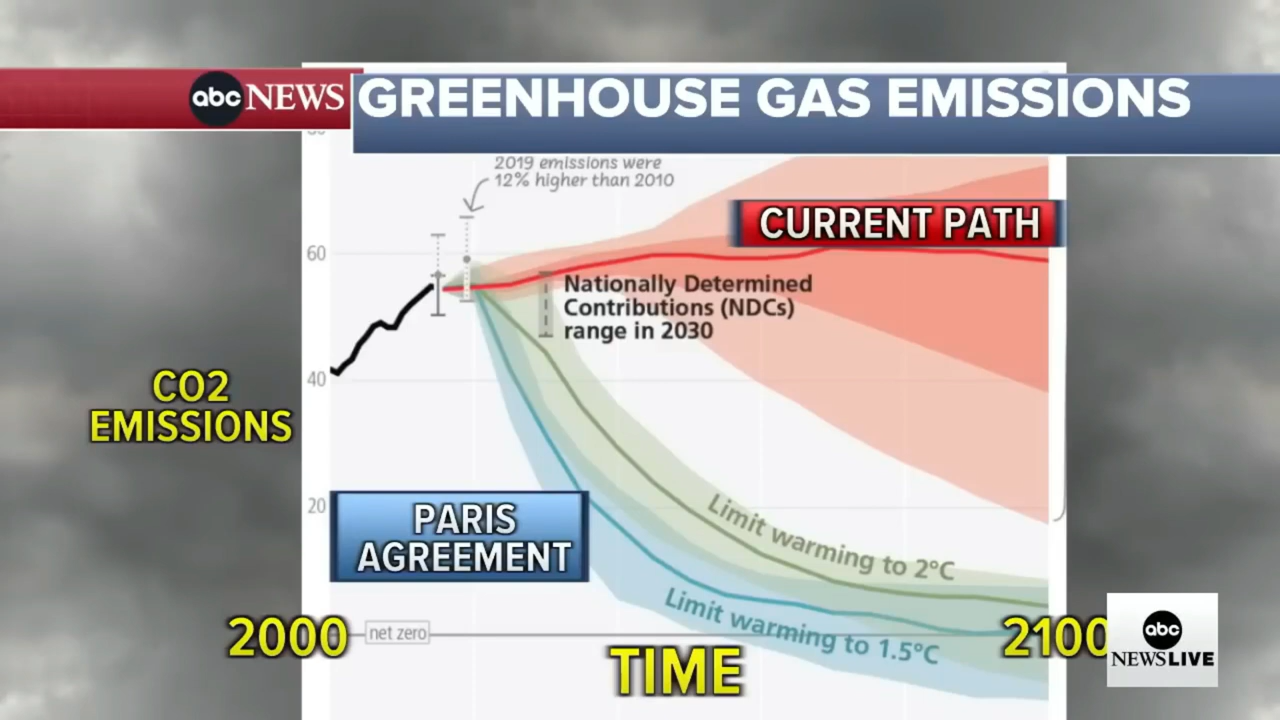 abc NEWS
GREENHOUSE GAS EMISSIONS
2019 emissions were
12% higher than 2010
CURRENT PATH
60
Nationally Determined
Contributions (NDCs)
range in 2030
40
CO2
EMISSIONS
20
PARIS
AGREEMENT
Limit warming to 2°C
Limit warming to 1.5°C
2000
net zero
TIME
2100
abc
NEWSLIVE